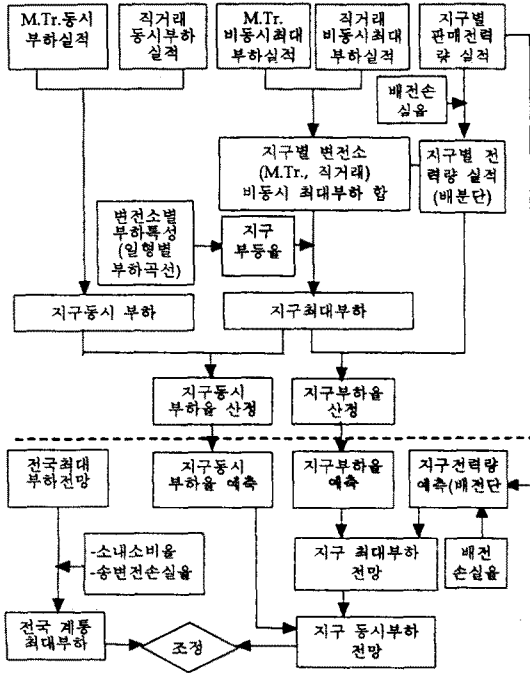 M.Tr.동시
부하실적
직거래
동시부하
실적
M.Tr.
비동시최대
부하실적
직거래
비동시최대
부하실적
지구별
판매전력
량 실적
배전손
실율
지구별 변전소
(M.Tr., 직거래)
비동시 최대부하 합
지구별 전
력량 실적
(배분단)
변전소별
부하특성
(일형별
부하곡선)
지구
부등율
지구동시 부하
지구최대부하
지구동시
부하율 산정
지구부하율
산정
전국최대
부하전망
지구동시
부하율 예측
지구부하율
예측
지구전력량
예측(배전단
-소내소비율
-송변전손실율
지구 최대부하
전망
배전
손실율
전국 계통
최대부하
조정
지구 동시부하
전망